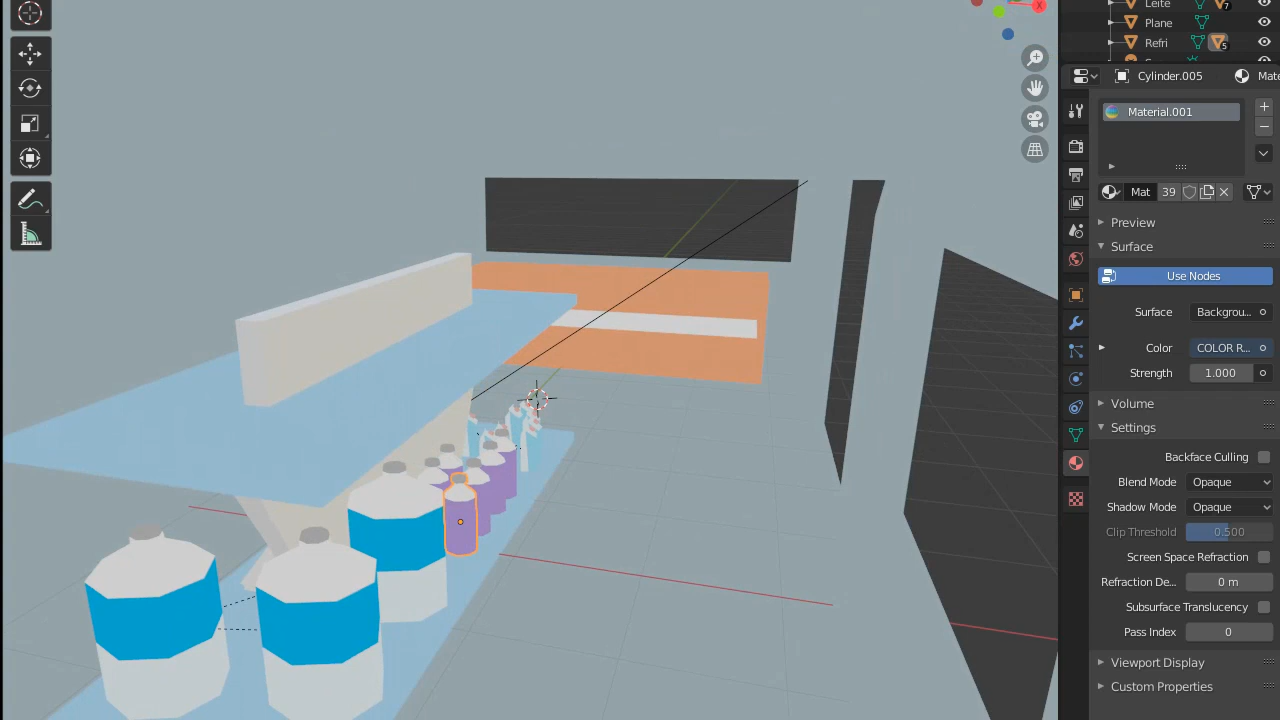 Leite
7
Plane
Refri
5
X
Cylinder.005
Mate
Material.001
Mat
39
Preview
Surface
Use Nodes
Surface
Backgrou...
Color
COLOR R...
Strength
1.000
Volume
Settings
Backface Culling
Blend Mode
Opaque
Shadow Mode
Opaque
Clip Threshold
0.500
Screen Space Refraction
Refraction De...
0 m
Subsurface Translucency
Pass Index
0
Viewport Display
Custom Properties